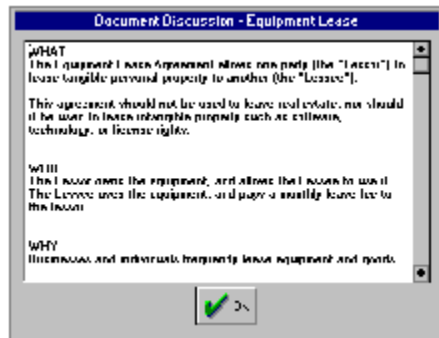 Document Discussion - Equipment Lease
WHAT
The Equipment Lease Agreement allows one party (the "Lessor") to
lease tangible personal property to another (the "Lessee").
This agreement should not be used to lease real estate, nor should
it be used to lease intangible property such as software,
technology, or license rights.
WHO
The Lessor owns the equipment, and allows the Lessee to use it.
The Lessee uses the equipment, and pays a monthly lease fee to
the lessor.
WHY
Businesses and individuals frequently lease equipment and goods
Ok